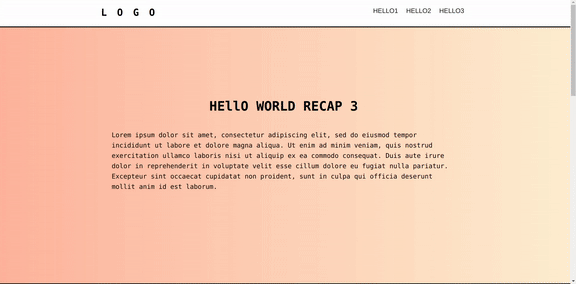 L O G O
HELLO1 HELLO2 HELLO3
HEllO WORLD RECAP 3
Lorem ipsum dolor sit amet, consectetur adipiscing elit, sed do eiusmod tempor
incididunt ut labore et dolore magna aliqua. Ut enim ad minim veniam, quis nostrud
exercitation ullamco laboris nisi ut aliquip ex ea commodo consequat. Duis aute irure
dolor in reprehenderit in voluptate velit esse cillum dolore eu fugiat nulla pariatur.
Excepteur sint occaecat cupidatat non proident, sunt in culpa qui officia deserunt
mollit anim id est laborum.